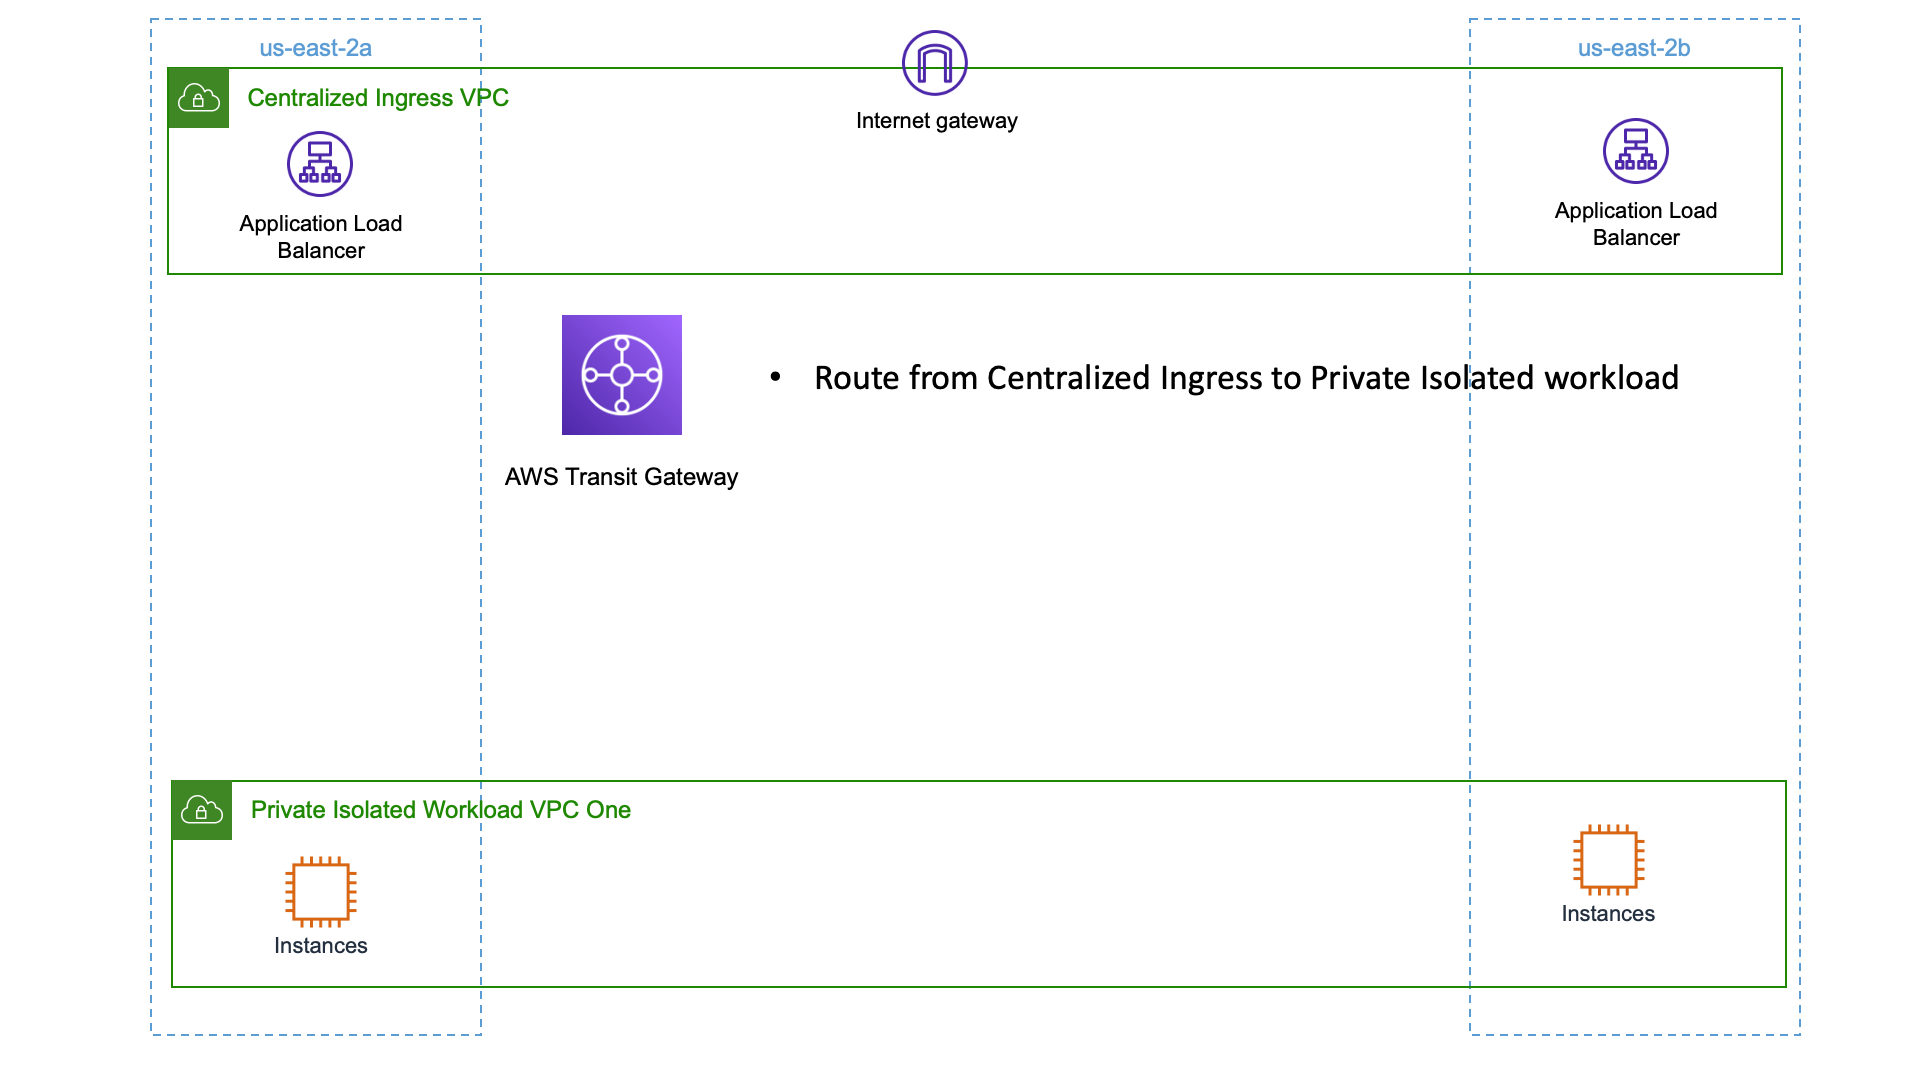 us-east-2a
us-east-2b
Centralized Ingress VPC
Internet gateway
Application Load
Balancer
Application Load
Balancer
• Route from Centralized Ingress to Private Isolated workload
AWS Transit Gateway
Private Isolated Workload VPC One
Instances
Instances